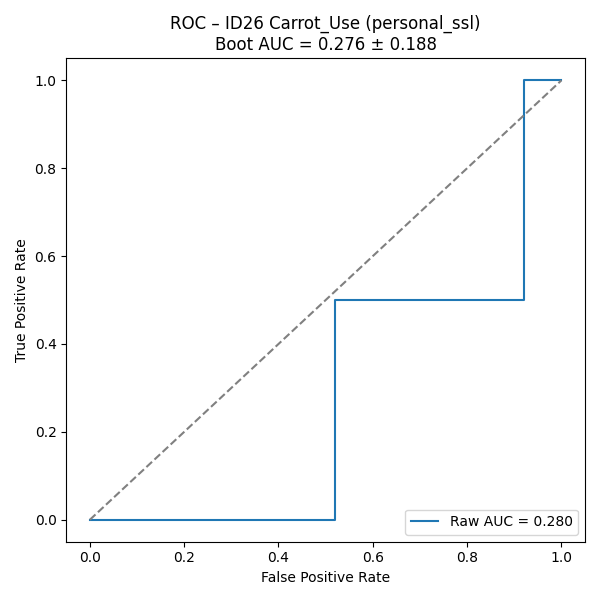 ROC – ID26 Carrot_Use (personal_ssl)
Boot AUC = 0.276 ± 0.188
1.0
0.8
0.6
0.4
0.2
0.0
True Positive Rate
Raw AUC = 0.280
0.0 0.2 0.4 0.6 0.8 1.0
False Positive Rate